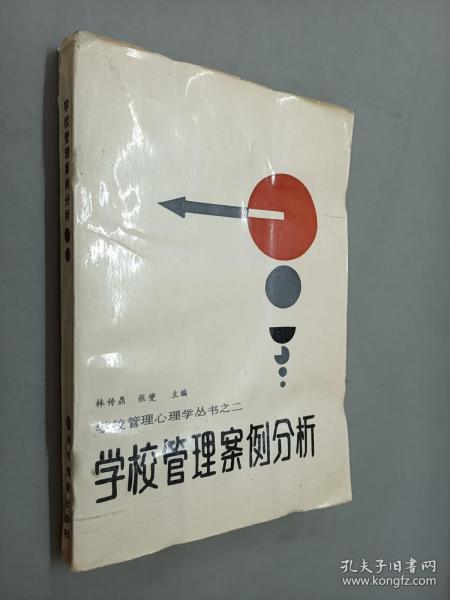 学校管理案例分析
林传鼎 张燮 主编
学校管理心理学丛书之二
学校管理案例分析
孔夫子旧书网
www.kongfz.com